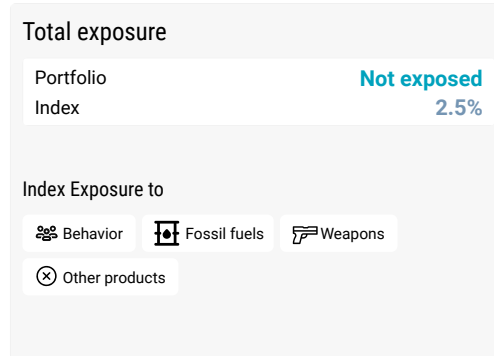 Total exposure
Portfolio Not exposed
Index 2.5%
Index Exposure to
Behavior Fossil fuels Weapons
Other products